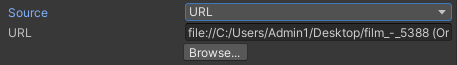 Source URL
URL file://C:/Users/Admin1/Desktop/film_-_5388 (Or
Browse...